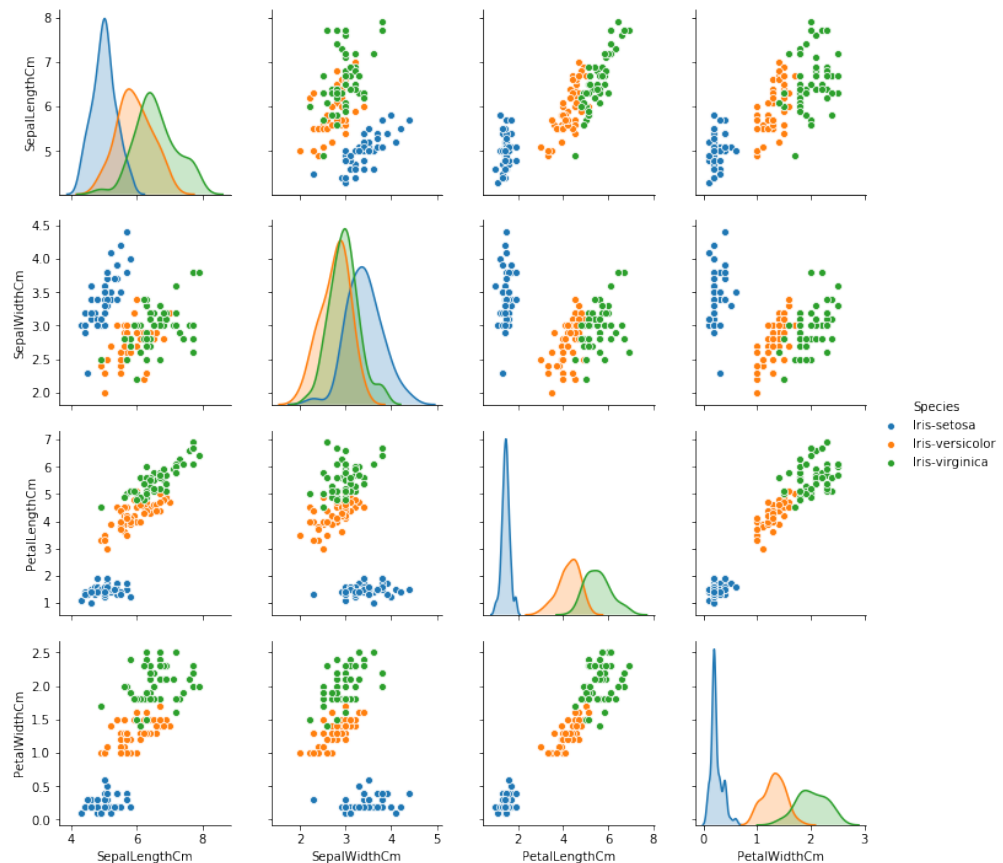 SepalLengthCm
8
7
6
5
SepalWidthCm
4.5
4.0
3.5
3.0
2.5
2.0
Species
Iris-setosa
Iris-versicolor
Iris-virginica
PetalLengthCm
7
6
5
4
3
2
1
PetalWidthCm
2.5
2.0
1.5
1.0
0.5
0.0
4 6 8
2 3 4 5
2 4 6 8
0 1 2 3
SepalLengthCm SepalWidthCm PetalLengthCm PetalWidthCm